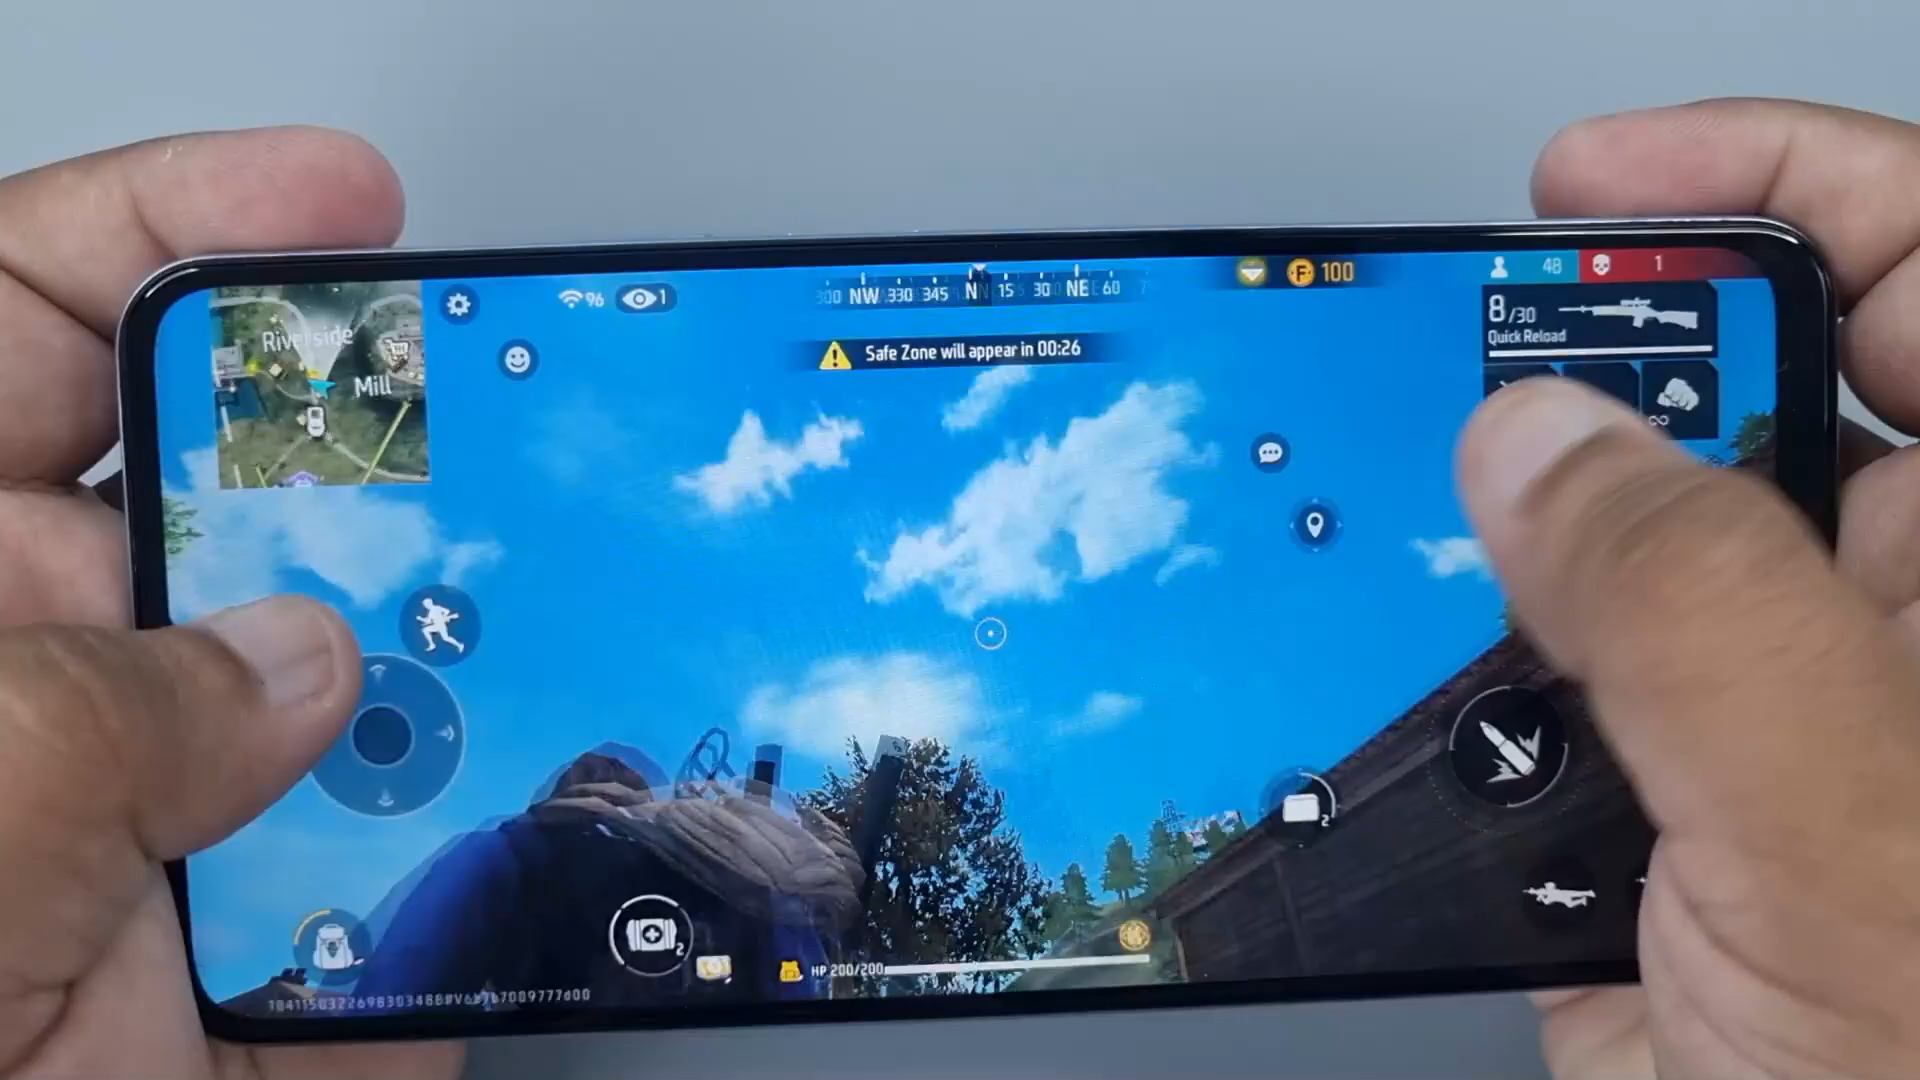 Riverside
Mill
96
1
300 NW 330 345 N 15 30 NE 60
Safe Zone will appear in 00:26
100
48
1
8/30
Quick Reload
∞
2
2
HP 200/200